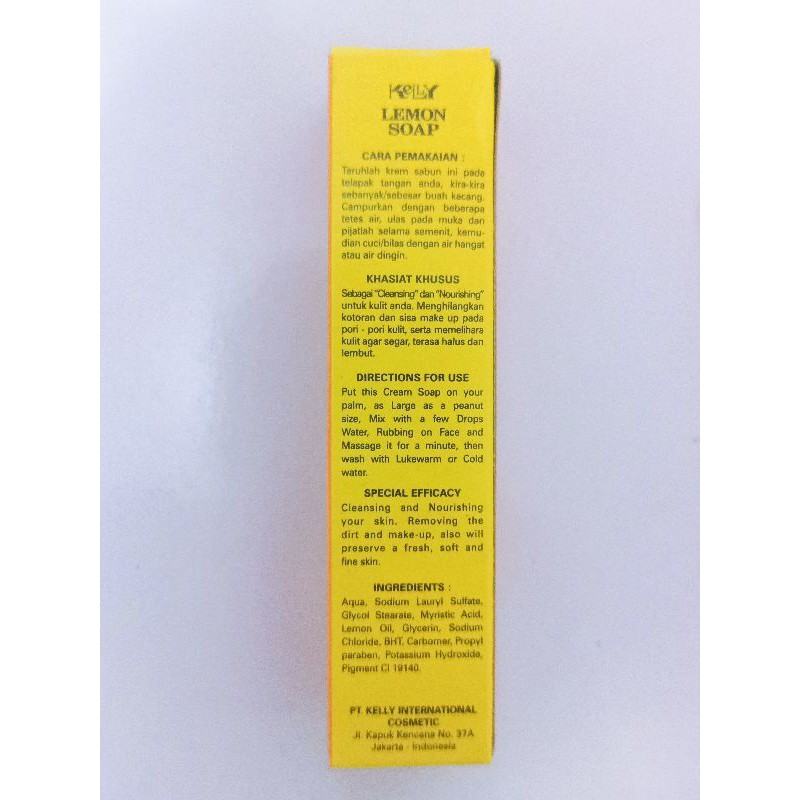 KELLY
LEMON
SOAP
CARA PEMAKAIAN :
Taruhlah krem sabun ini pada
telapak tangan anda, kira-kira
sebanyak/sebesar buah kacang.
Campurkan dengan beberapa
tetes air, ulas pada muka dan
pijatlah selama semenit, kemu-
dian cuci/bilas dengan air hangat
atau air dingin.
KHASIAT KHUSUS
Sebagai "Cleansing" dan "Nourishing"
untuk kulit anda. Menghilangkan
kotoran dan sisa make up pada
pori - pori kulit, serta memelihara
kulit agar segar, terasa halus dan
lembut.
DIRECTIONS FOR USE
Put this Cream Soap on your
palm, as Large as a peanut
size, Mix with a few Drops
Water, Rubbing on Face and
Massage it for a minute, then
wash with Lukewarm or Cold
water.
SPECIAL EFFICACY
Cleansing and Nourishing
your skin. Removing the
dirt and make-up, also will
preserve a fresh, soft and
fine skin.
INGREDIENTS :
Aqua, Sodium Lauryl Sulfate,
Glycol Stearate, Myristic Acid,
Lemon Oil, Glycerin, Sodium
Chloride, BHT, Carbomer, Propyl
paraben, Potassium Hydroxide,
Pigment CI 19140.
PT. KELLY INTERNATIONAL
COSMETIC
Jl. Kapuk Kencana No. 37A
Jakarta - Indonesia